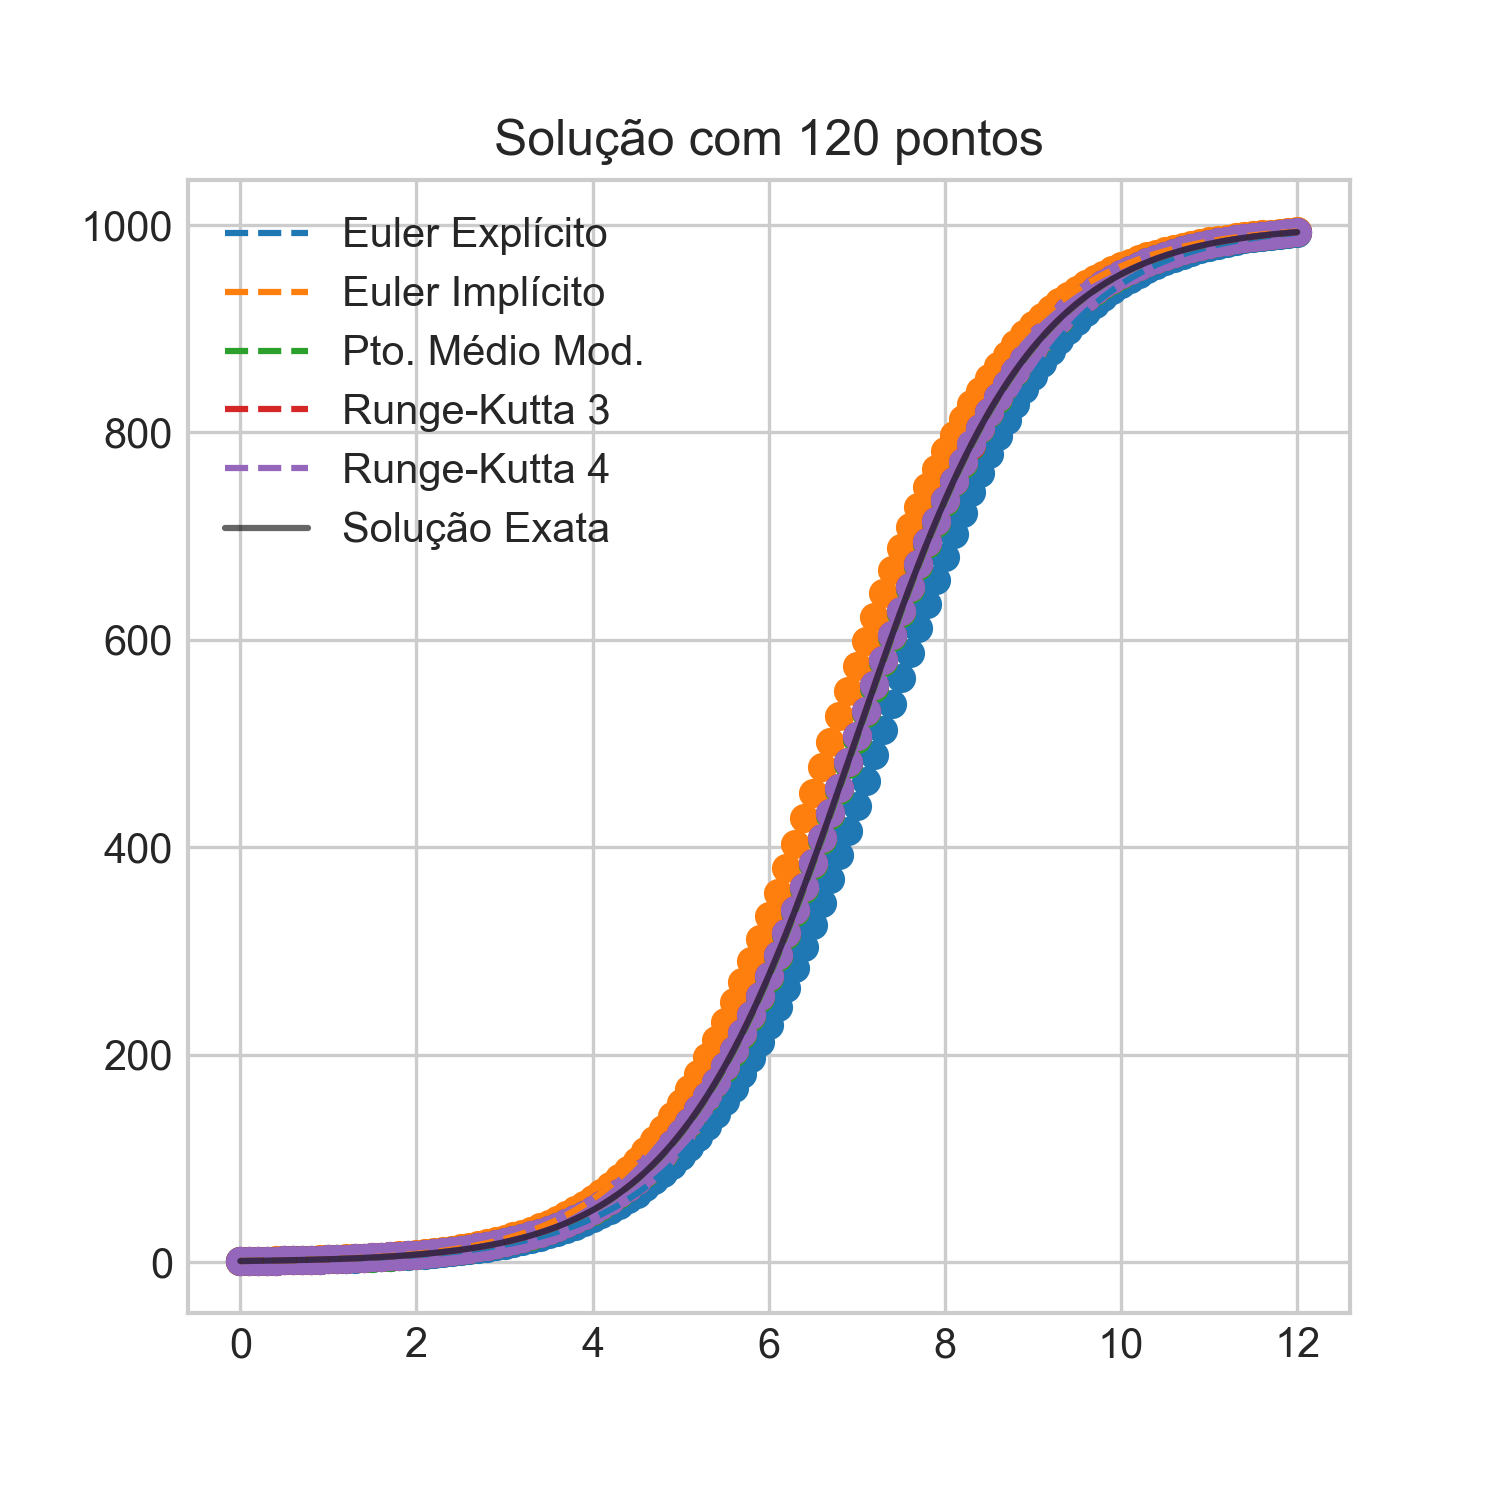 Solução com 120 pontos
1000
800
600
400
200
0
Euler Explícito
Euler Implícito
Pto. Médio Mod.
Runge-Kutta 3
Runge-Kutta 4
Solução Exata
0 2 4 6 8 10 12